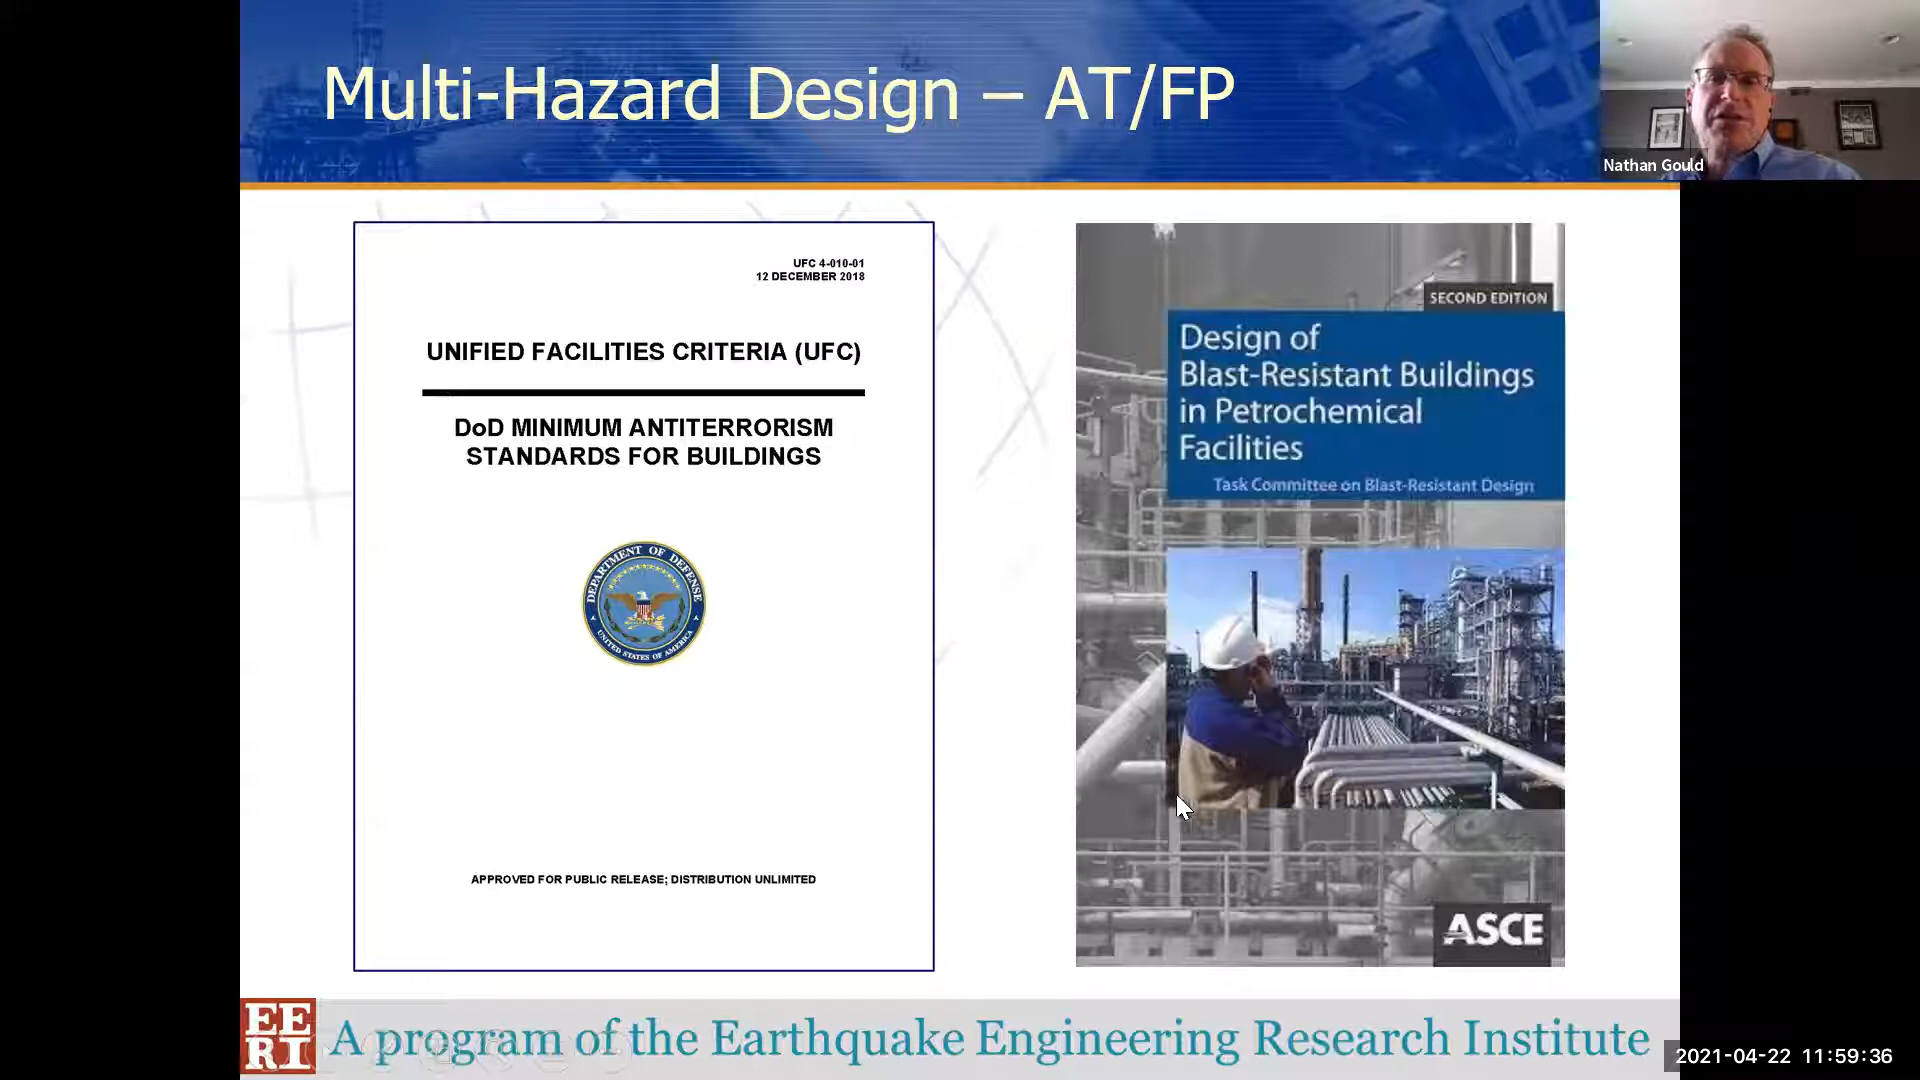 Multi-Hazard Design – AT/FP
Nathan Gould
UFC 4-010-01
12 DECEMBER 2018
UNIFIED FACILITIES CRITERIA (UFC)
DoD MINIMUM ANTITERRORISM
STANDARDS FOR BUILDINGS
DEPARTMENT OF DEFENSE
UNITED STATES OF AMERICA
APPROVED FOR PUBLIC RELEASE; DISTRIBUTION UNLIMITED
SECOND EDITION
Design of
Blast-Resistant Buildings
in Petrochemical
Facilities
Task Committee on Blast-Resistant Design
ASCE
EE
RI
A program of the Earthquake Engineering Research Institute
2021-04-22 11:59:36